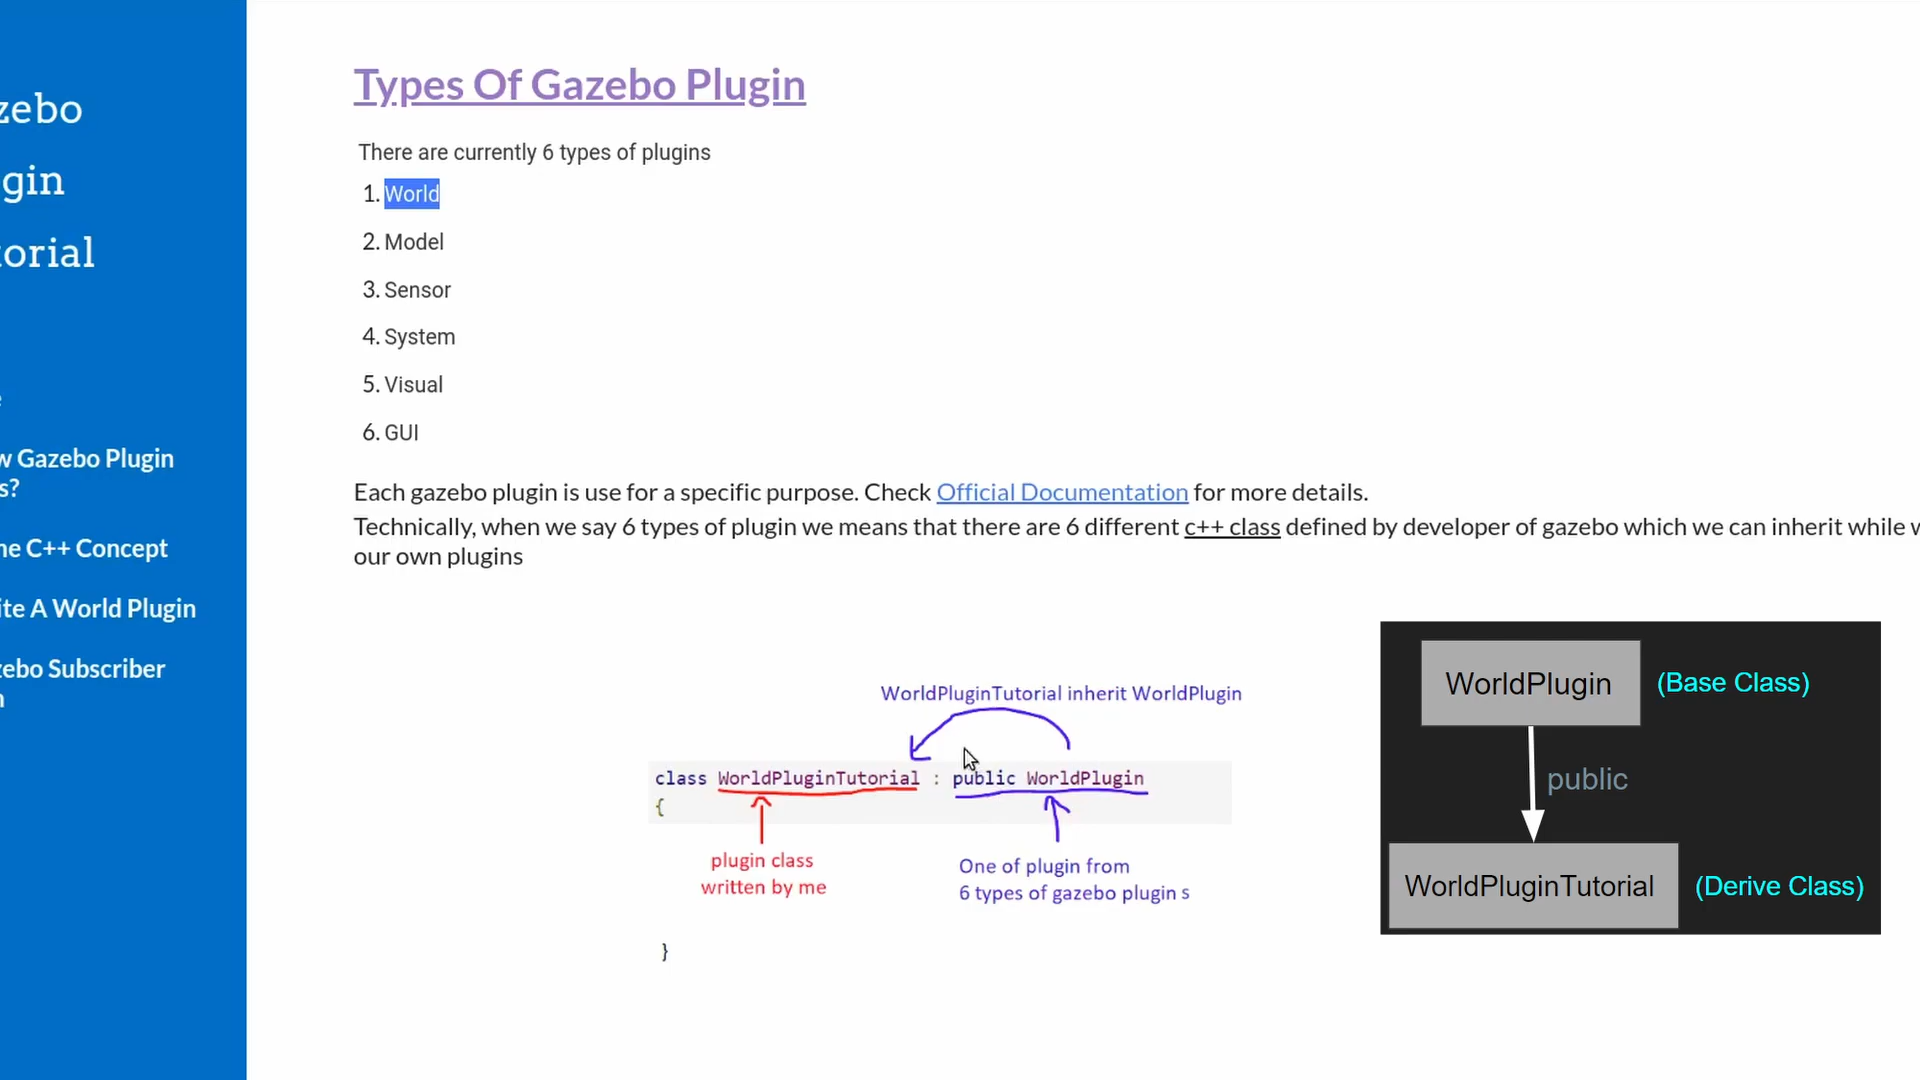 zebo
gin
torial
w Gazebo Plugin
s?
ne C++ Concept
ite A World Plugin
zebo Subscriber
n
Types Of Gazebo Plugin
There are currently 6 types of plugins
1. World
2. Model
3. Sensor
4. System
5. Visual
6. GUI
Each gazebo plugin is use for a specific purpose. Check Official Documentation for more details.
Technically, when we say 6 types of plugin we means that there are 6 different c++ class defined by developer of gazebo which we can inherit while w
our own plugins
WorldPluginTutorial inherit WorldPlugin
class WorldPluginTutorial : public WorldPlugin
{
plugin class
written by me
One of plugin from
6 types of gazebo plugin s
}
WorldPlugin (Base Class)
public
WorldPluginTutorial (Derive Class)